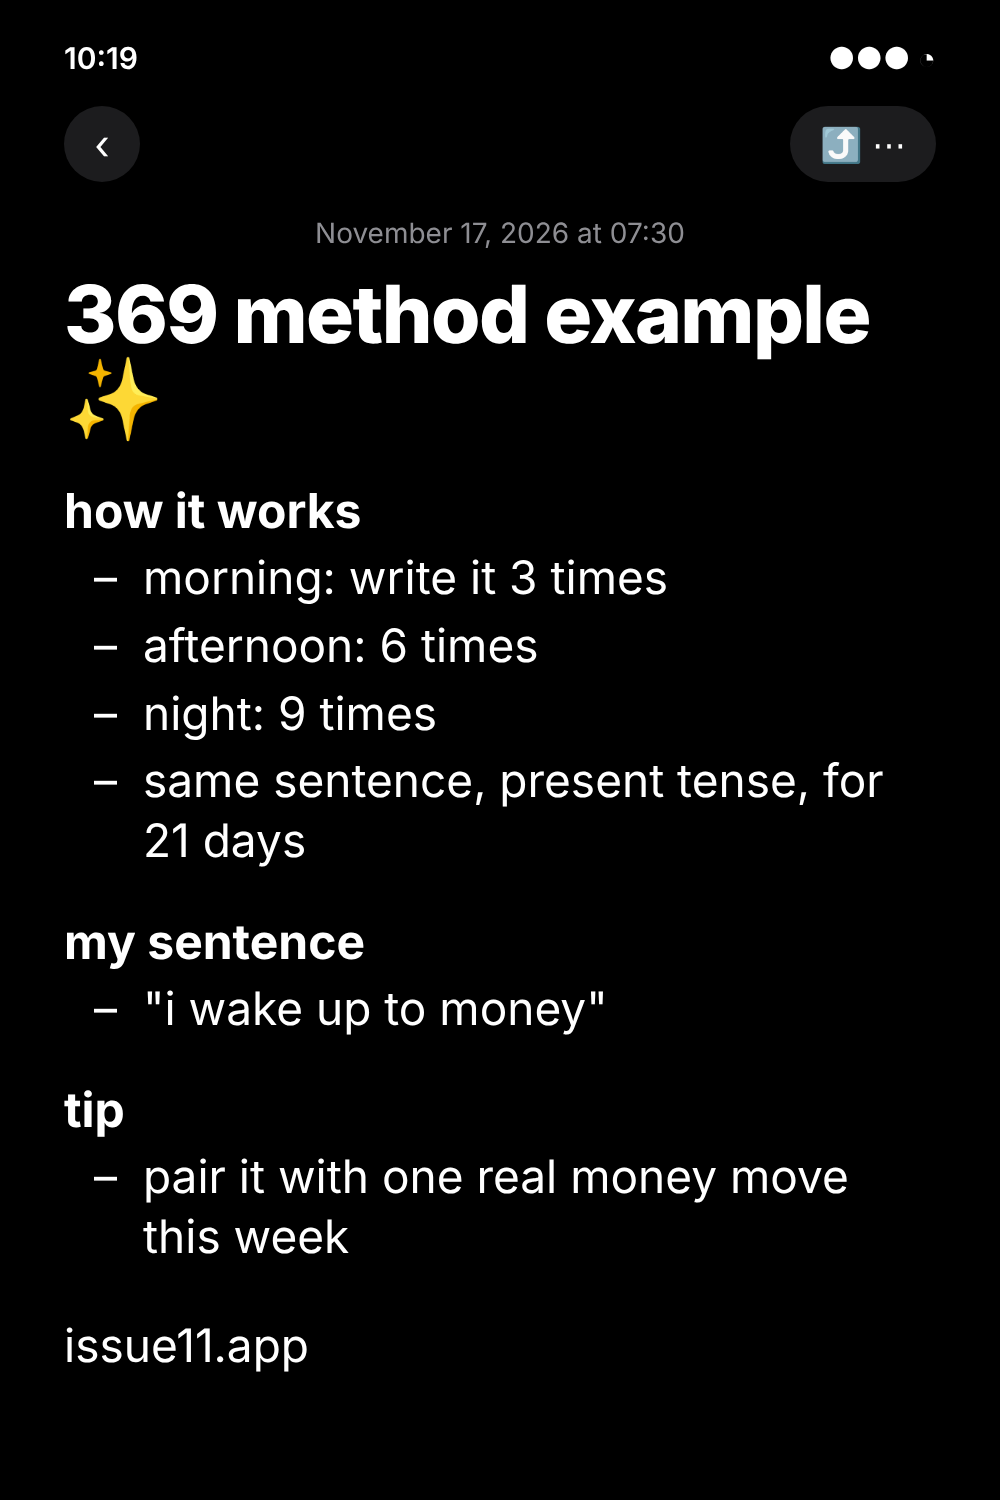 10:19
November 17, 2026 at 07:30
369 method example
✨
how it works
– morning: write it 3 times
– afternoon: 6 times
– night: 9 times
– same sentence, present tense, for
21 days
my sentence
– "i wake up to money"
tip
– pair it with one real money move
this week
issue11.app